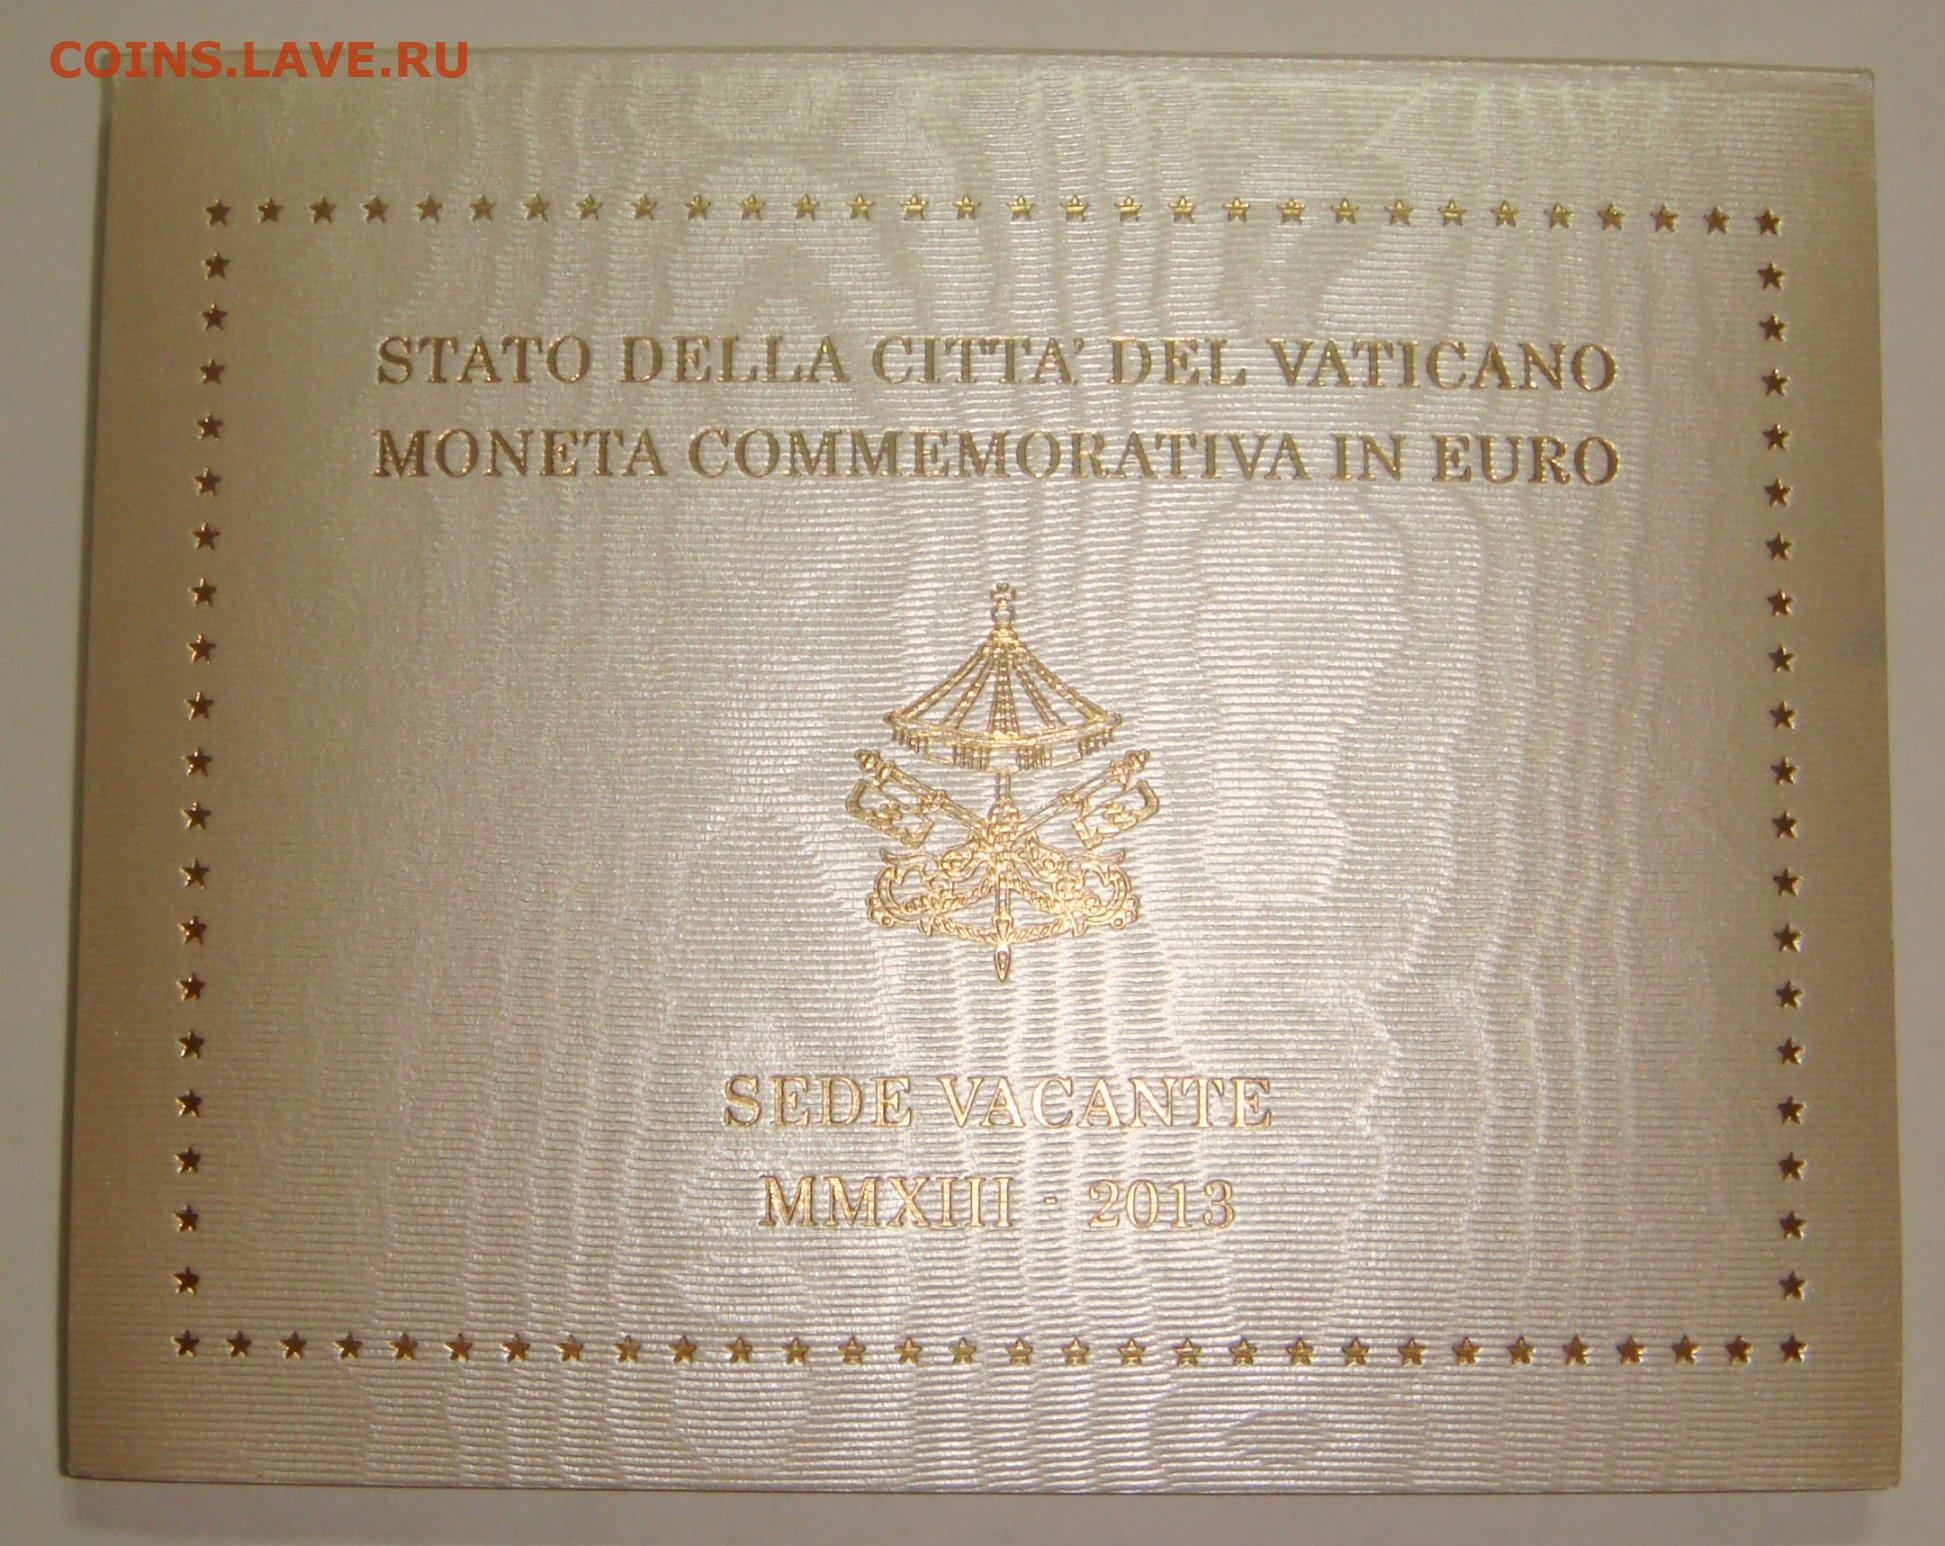 COINS.LAVE.RU
STATO DELLA CITTA' DEL VATICANO
MONETA COMMEMORATIVA IN EURO
SEDE VACANTE
MMXIII - 2013